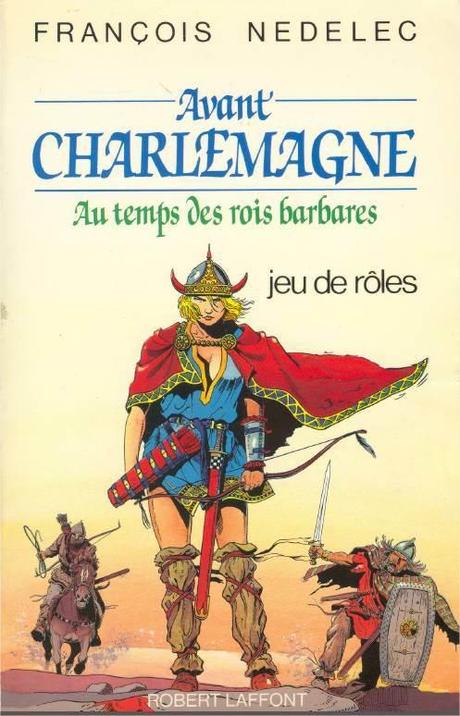 FRANÇOIS NEDELEC
Avant
CHARLEMAGNE
Au temps des rois barbares
jeu de rôles
ROBERT LAFFONT